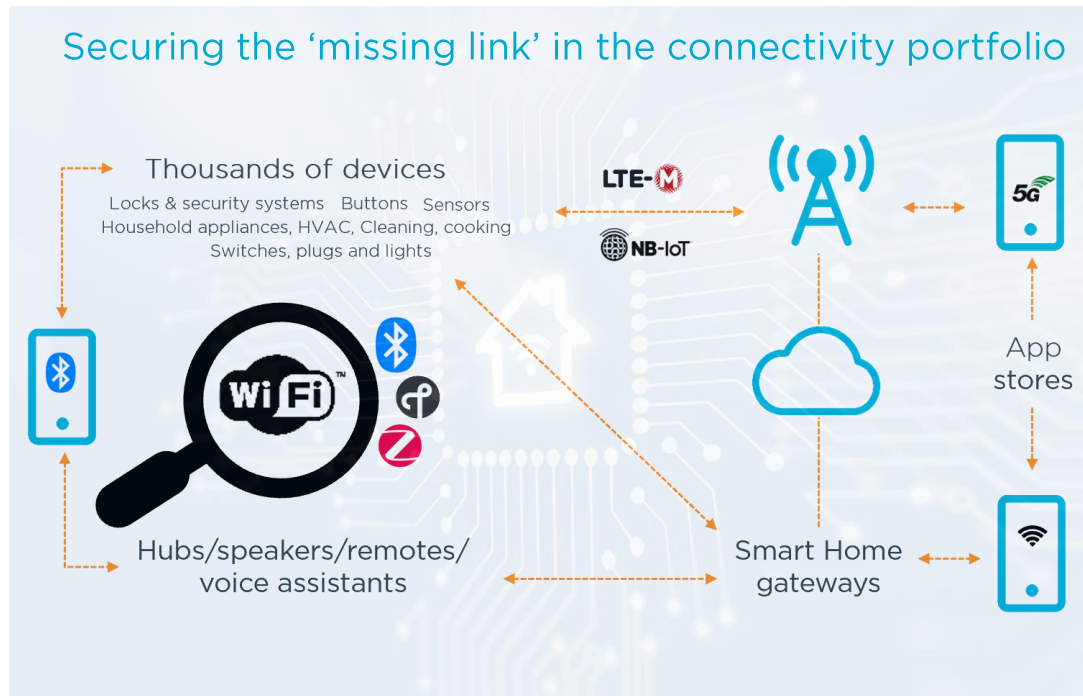 Securing the ‘missing link’ in the connectivity portfolio
Thousands of devices
Locks & security systems Buttons Sensors
Household appliances, HVAC, Cleaning, cooking
Switches, plugs and lights
LTE-M
NB-IoT
5G
App
stores
Wi Fi™
Hubs/speakers/remotes/
voice assistants
Smart Home
gateways